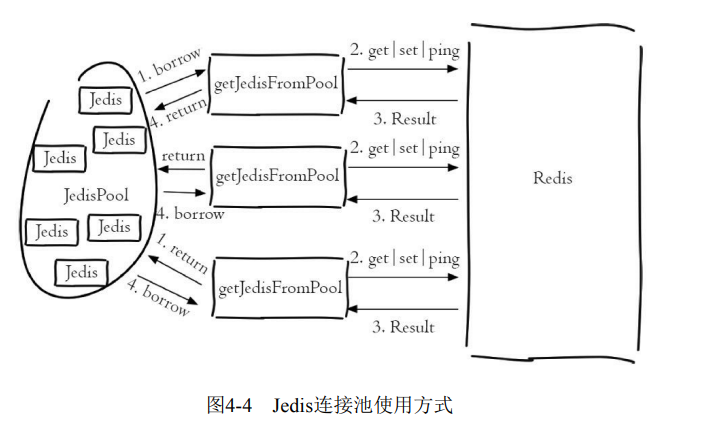 1. borrow
2. get|set|ping
Jedis
getJedisFromPool
4. return
3. Result
Jedis
Jedis
return
2. get|set|ping
getJedisFromPool
Redis
JedisPool
4. borrow
3. Result
Jedis
Jedis
1. return
2. get|set|ping
Jedis
getJedisFromPool
4. borrow
3. Result
图4-4 Jedis连接池使用方式